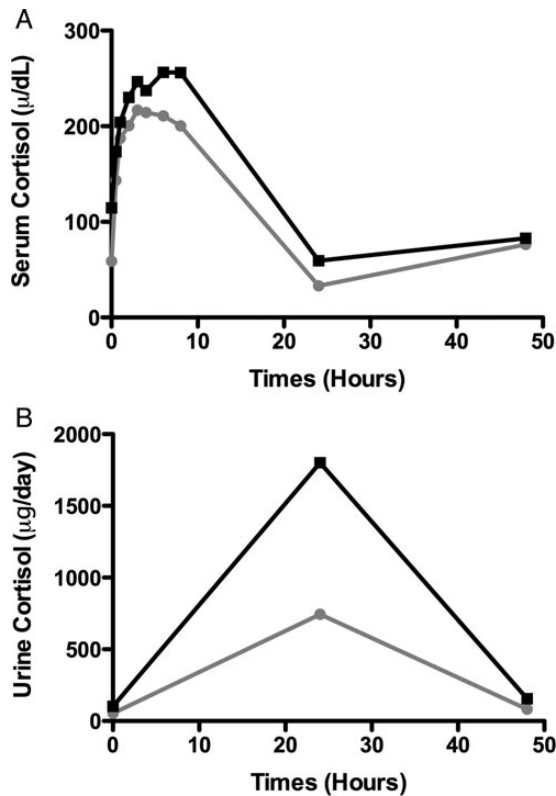 A
300
200
100
0
Serum Cortisol (μ/dL)
0 10 20 30 40 50
Times (Hours)
B
2000
1500
1000
500
0
Urine Cortisol (μg/day)
0 10 20 30 40 50
Times (Hours)